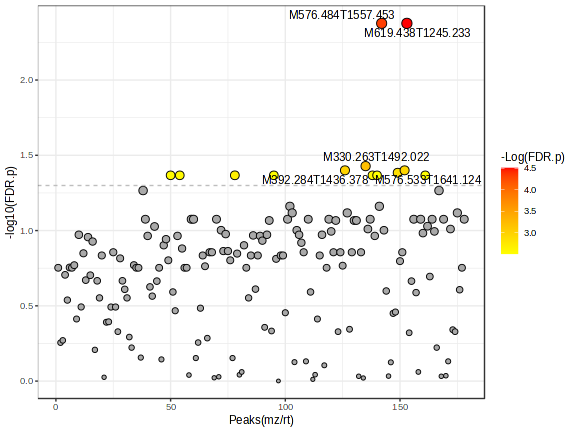 M576.484T1557.453
M619.438T1245.233
M330.263T1492.022
M392.284T1436.378
M576.535T1641.124
-log10(FDR.p)
2.0
1.5
1.0
0.5
0.0
0
50
100
150
Peaks(mz/rt)
-Log(FDR.p)
4.5
4.0
3.5
3.0